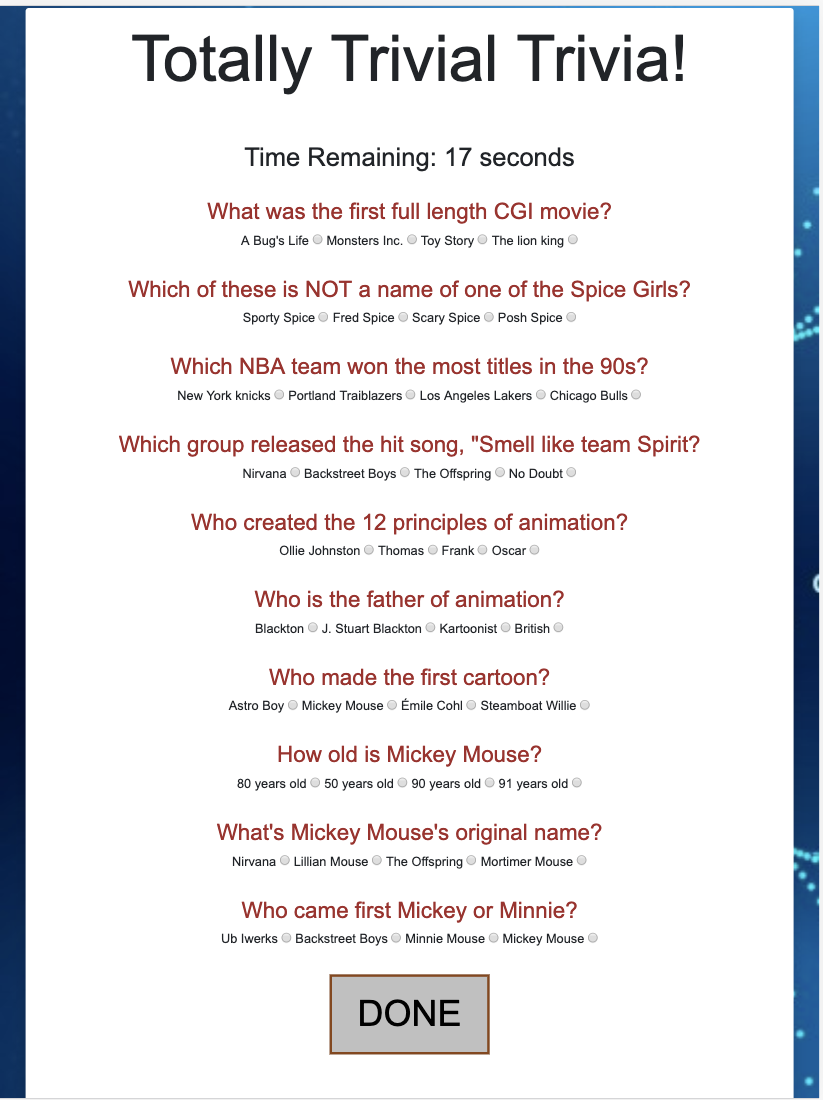 Totally Trivial Trivia!
Time Remaining: 17 seconds
What was the first full length CGI movie?
A Bug's Life Monsters Inc. Toy Story The lion king
Which of these is NOT a name of one of the Spice Girls?
Sporty Spice Fred Spice Scary Spice Posh Spice
Which NBA team won the most titles in the 90s?
New York knicks Portland Traiblazers Los Angeles Lakers Chicago Bulls
Which group released the hit song, "Smell like team Spirit?
Nirvana Backstreet Boys The Offspring No Doubt
Who created the 12 principles of animation?
Ollie Johnston Thomas Frank Oscar
Who is the father of animation?
Blackton J. Stuart Blackton Kartoonist British
Who made the first cartoon?
Astro Boy Mickey Mouse Émile Cohl Steamboat Willie
How old is Mickey Mouse?
80 years old 50 years old 90 years old 91 years old
What's Mickey Mouse's original name?
Nirvana Lillian Mouse The Offspring Mortimer Mouse
Who came first Mickey or Minnie?
Ub Iwerks Backstreet Boys Minnie Mouse Mickey Mouse
DONE